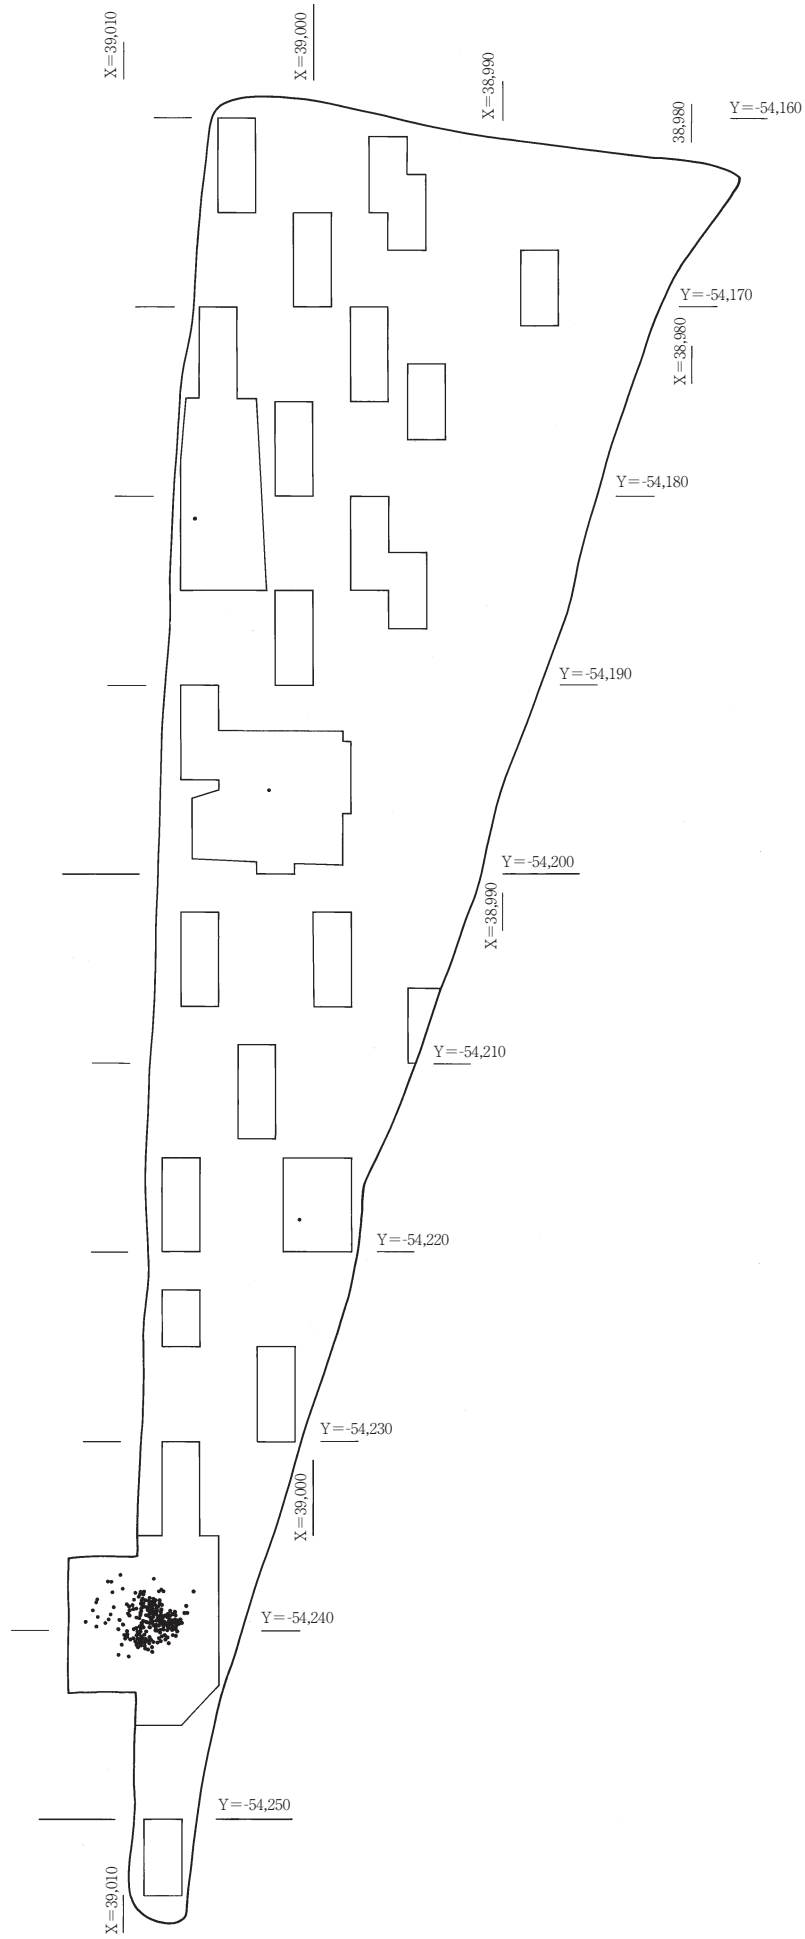 X＝39,010
X＝39,000
X＝38,990
38,980
Y＝-54,160
Y＝-54,170
X＝38,980
Y＝-54,180
Y＝-54,190
Y＝-54,200
X＝38,990
Y＝-54,210
Y＝-54,220
Y＝-54,230
X＝39,000
Y＝-54,240
Y＝-54,250
X＝39,010